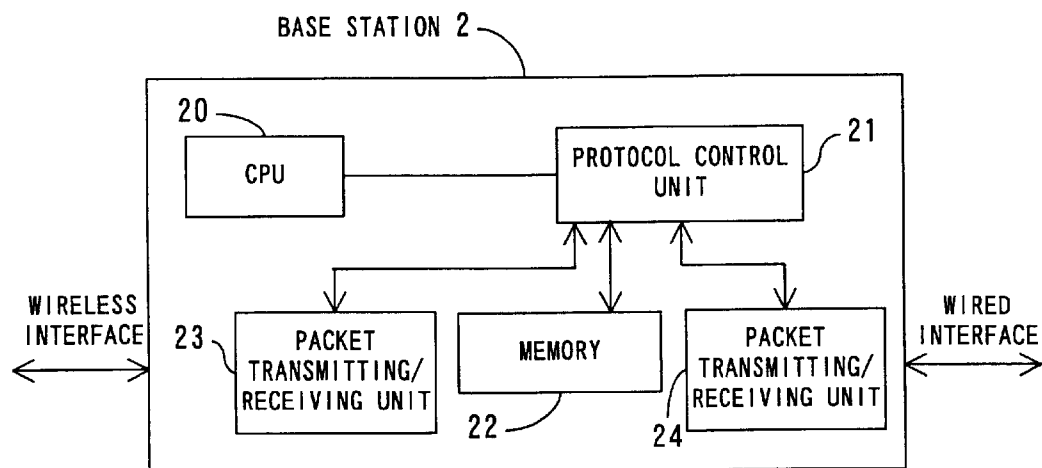 BASE STATION 2
20
CPU
PROTOCOL CONTROL
UNIT
21
WIRELESS
INTERFACE
23
PACKET
TRANSMITTING/
RECEIVING UNIT
MEMORY
22
PACKET
TRANSMITTING/
RECEIVING UNIT
24
WIRED
INTERFACE